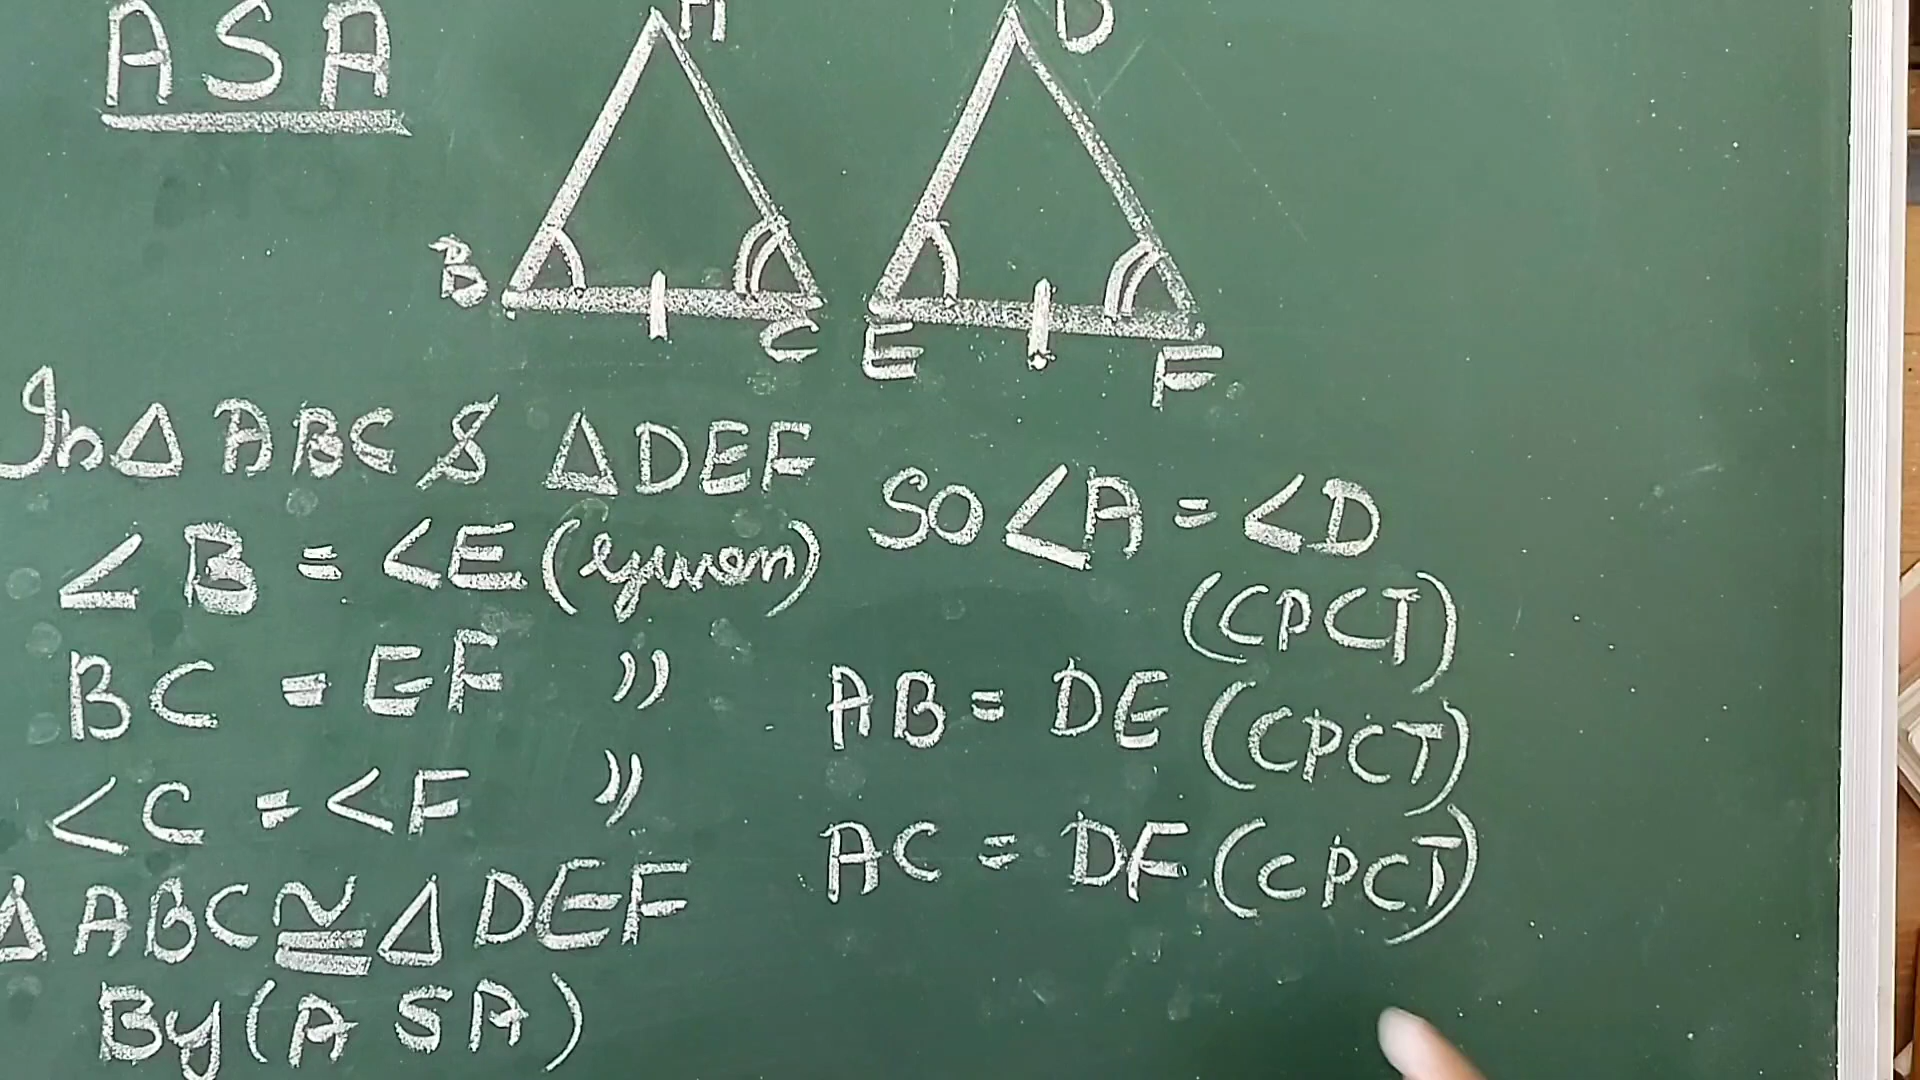 ASA
A
D
B
C
E
F
In Δ ABC & Δ DEF
∠B = ∠E (given)
BC = EF "
∠C = ∠F "
Δ ABC ≅ Δ DEF
By (ASA)
SO ∠A = ∠D
(CPCT)
AB = DE (CPCT)
AC = DF (CPCT)